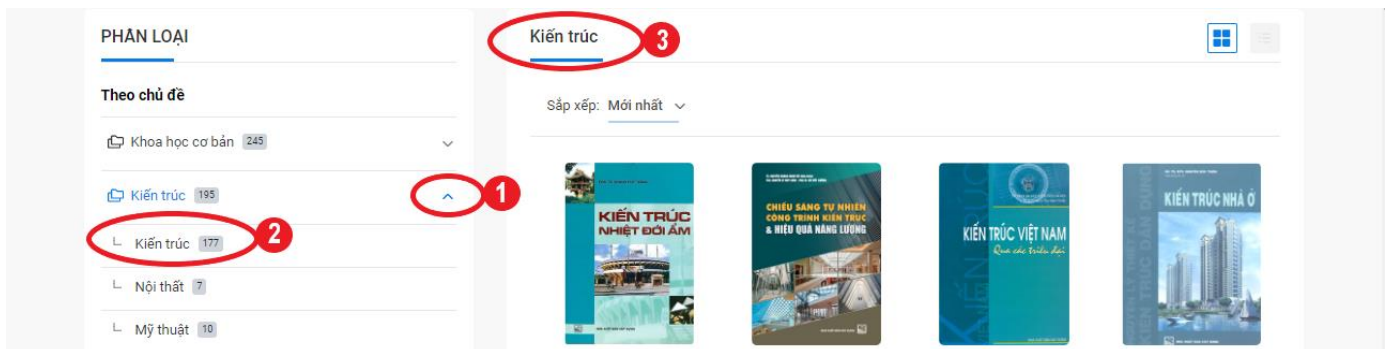 PHÂN LOẠI
Theo chủ đề
Khoa học cơ bản 245
Kiến trúc 195
1
Kiến trúc 177
2
Nội thất 7
Mỹ thuật 10
Kiến trúc
3
Sắp xếp: Mới nhất
KIẾN TRÚC
NHIỆT ĐỚI ẨM
CHIẾU SÁNG TỰ NHIÊN
CÔNG TRÌNH KIẾN TRÚC
& HIỆU QUẢ NĂNG LƯỢNG
KIẾN TRÚC VIỆT NAM
Qua các triều đại
KIẾN TRÚC NHÀ Ở